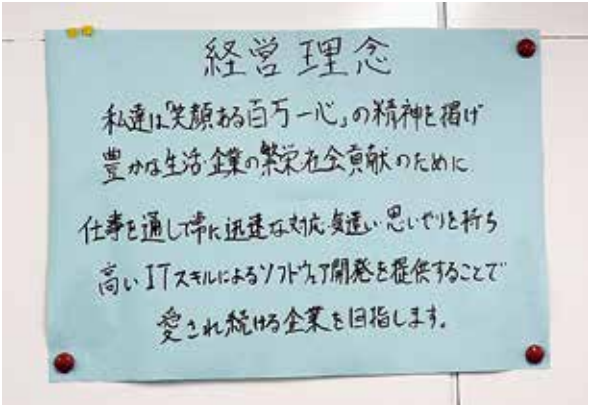 経営理念
私達は「笑顔ある百万一心」の精神を掲げ
豊かな生活・企業の繁栄・社会貢献のために
仕事を通して常に迅速な対応・気遣い・思いやりを持ち
高いITスキルによるソフトウェア開発を提供することで
愛され続ける企業を目指します。